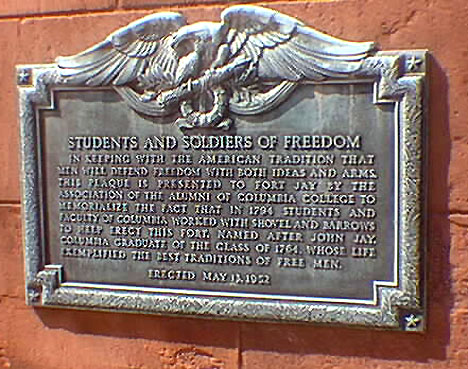 STUDENTS AND SOLDIERS OF FREEDOM
IN KEEPING WITH THE AMERICAN TRADITION THAT
MEN WILL DEFEND FREEDOM WITH BOTH IDEAS AND ARMS.
THIS PLAQUE IS PRESENTED TO FORT JAY BY THE
ASSOCIATION OF THE ALUMNI OF COLUMBIA COLLEGE TO
MEMORIALIZE THE FACT THAT IN 1794 STUDENTS AND
FACULTY OF COLUMBIA, WORKED WITH SHOVEL AND BARROWS
TO HELP ERECT THIS FORT, NAMED AFTER JOHN JAY,
COLUMBIA GRADUATE OF THE CLASS OF 1764, WHOSE LIFE
EXEMPLIFIED THE BEST TRADITIONS OF FREE MEN.
ERECTED MAY 13, 1952